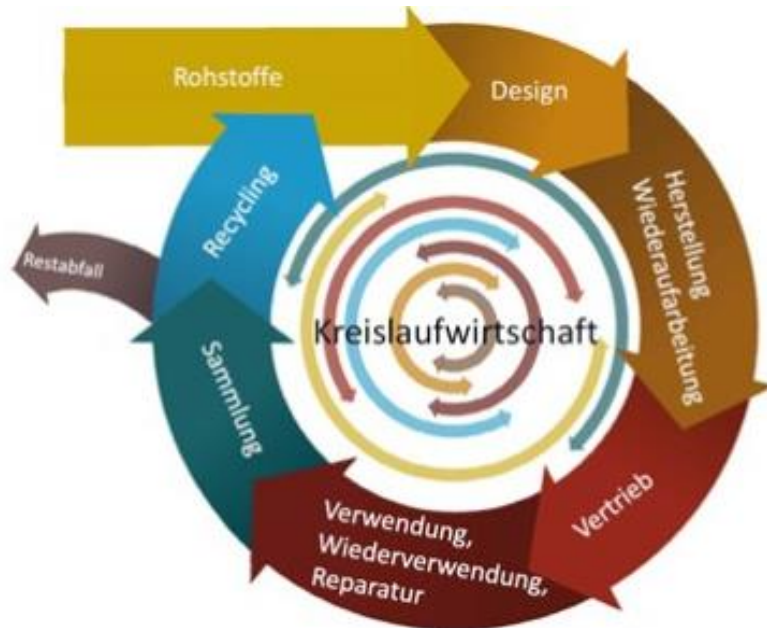 Rohstoffe
Design
Herstellung
Wiederaufarbeitung
Vertrieb
Verwendung,
Wiederverwendung,
Reparatur
Sammlung
Recycling
Restabfall
Kreislaufwirtschaft